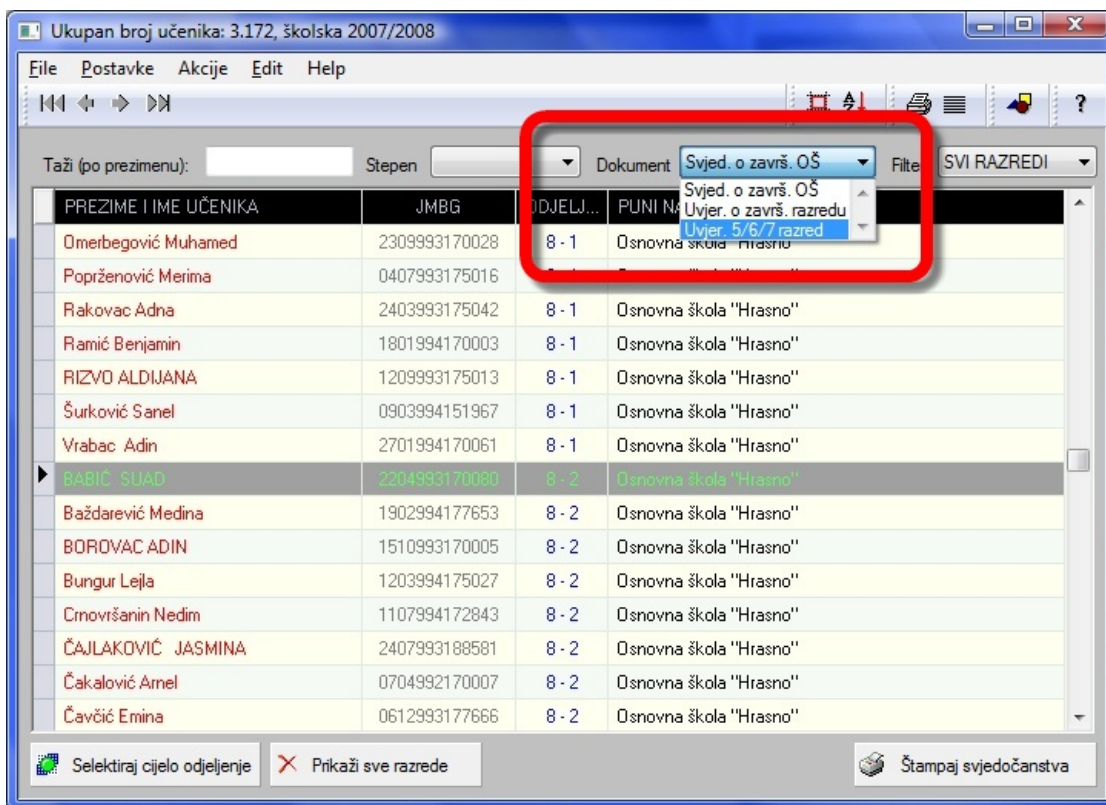 Ukupan broj učenika: 3.172, školska 2007/2008
File Postavke Akcije Edit Help
?
Taži (po prezimenu): Stepen Dokument Svjed. o završ. OŠ Filte SVI RAZREDI
Svjed. o završ. OŠ
Uvjer. o završ. razredu
Uvjer. 5/6/7 razred
PREZIME I IME UČENIKA JMBG ODJELJ... PUNI NA
Omerbegović Muhamed 2309993170028 8 - 1 Osnovna škola "Hrasno"
Poprženović Merima 0407993175016
Rakovac Adna 2403993175042 8 - 1 Osnovna škola "Hrasno"
Ramić Benjamin 1801994170003 8 - 1 Osnovna škola "Hrasno"
RIZVO ALDIJANA 1209993175013 8 - 1 Osnovna škola "Hrasno"
Šurković Sanel 0903994151967 8 - 1 Osnovna škola "Hrasno"
Vrabac Adin 2701994170061 8 - 1 Osnovna škola "Hrasno"
BABIĆ SUAD 2204993170080 8 - 2 Osnovna škola "Hrasno"
Baždarević Medina 1902994177653 8 - 2 Osnovna škola "Hrasno"
BOROVAC ADIN 1510993170005 8 - 2 Osnovna škola "Hrasno"
Bungur Lejla 1203994175027 8 - 2 Osnovna škola "Hrasno"
Crnovršanin Nedim 1107994172843 8 - 2 Osnovna škola "Hrasno"
ČAJLAKOVIĆ JASMINA 2407993188581 8 - 2 Osnovna škola "Hrasno"
Čakalović Arnel 0704992170007 8 - 2 Osnovna škola "Hrasno"
Čavčić Emina 0612993177666 8 - 2 Osnovna škola "Hrasno"
Selektiraj cijelo odjeljenje Prikaži sve razrede Štampaj svjedočanstva